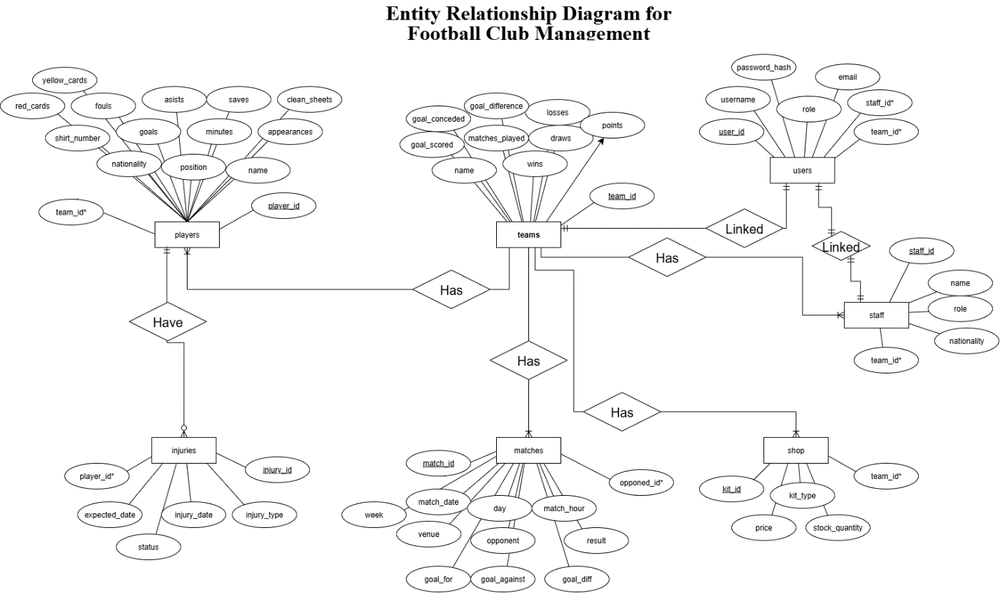 Entity Relationship Diagram for
Football Club Management
yellow_cards
red_cards
fouls
asists
saves
clean_sheets
shirt_number
goals
minutes
appearances
nationality
position
name
team_id*
player_id
players
goal_difference
goal_conceded
losses
points
goal_scored
matches_played
draws
name
wins
team_id
teams
password_hash
email
username
role
staff_id*
user_id
team_id*
users
Linked
Linked
Has
Has
Have
Has
Has
staff_id
name
role
nationality
team_id*
staff
injuries
player_id*
injury_id
expected_date
injury_date
injury_type
status
matches
match_id
opponed_id*
week
match_date
day
match_hour
venue
opponent
result
goal_for
goal_against
goal_diff
shop
kit_id
team_id*
kit_type
price
stock_quantity